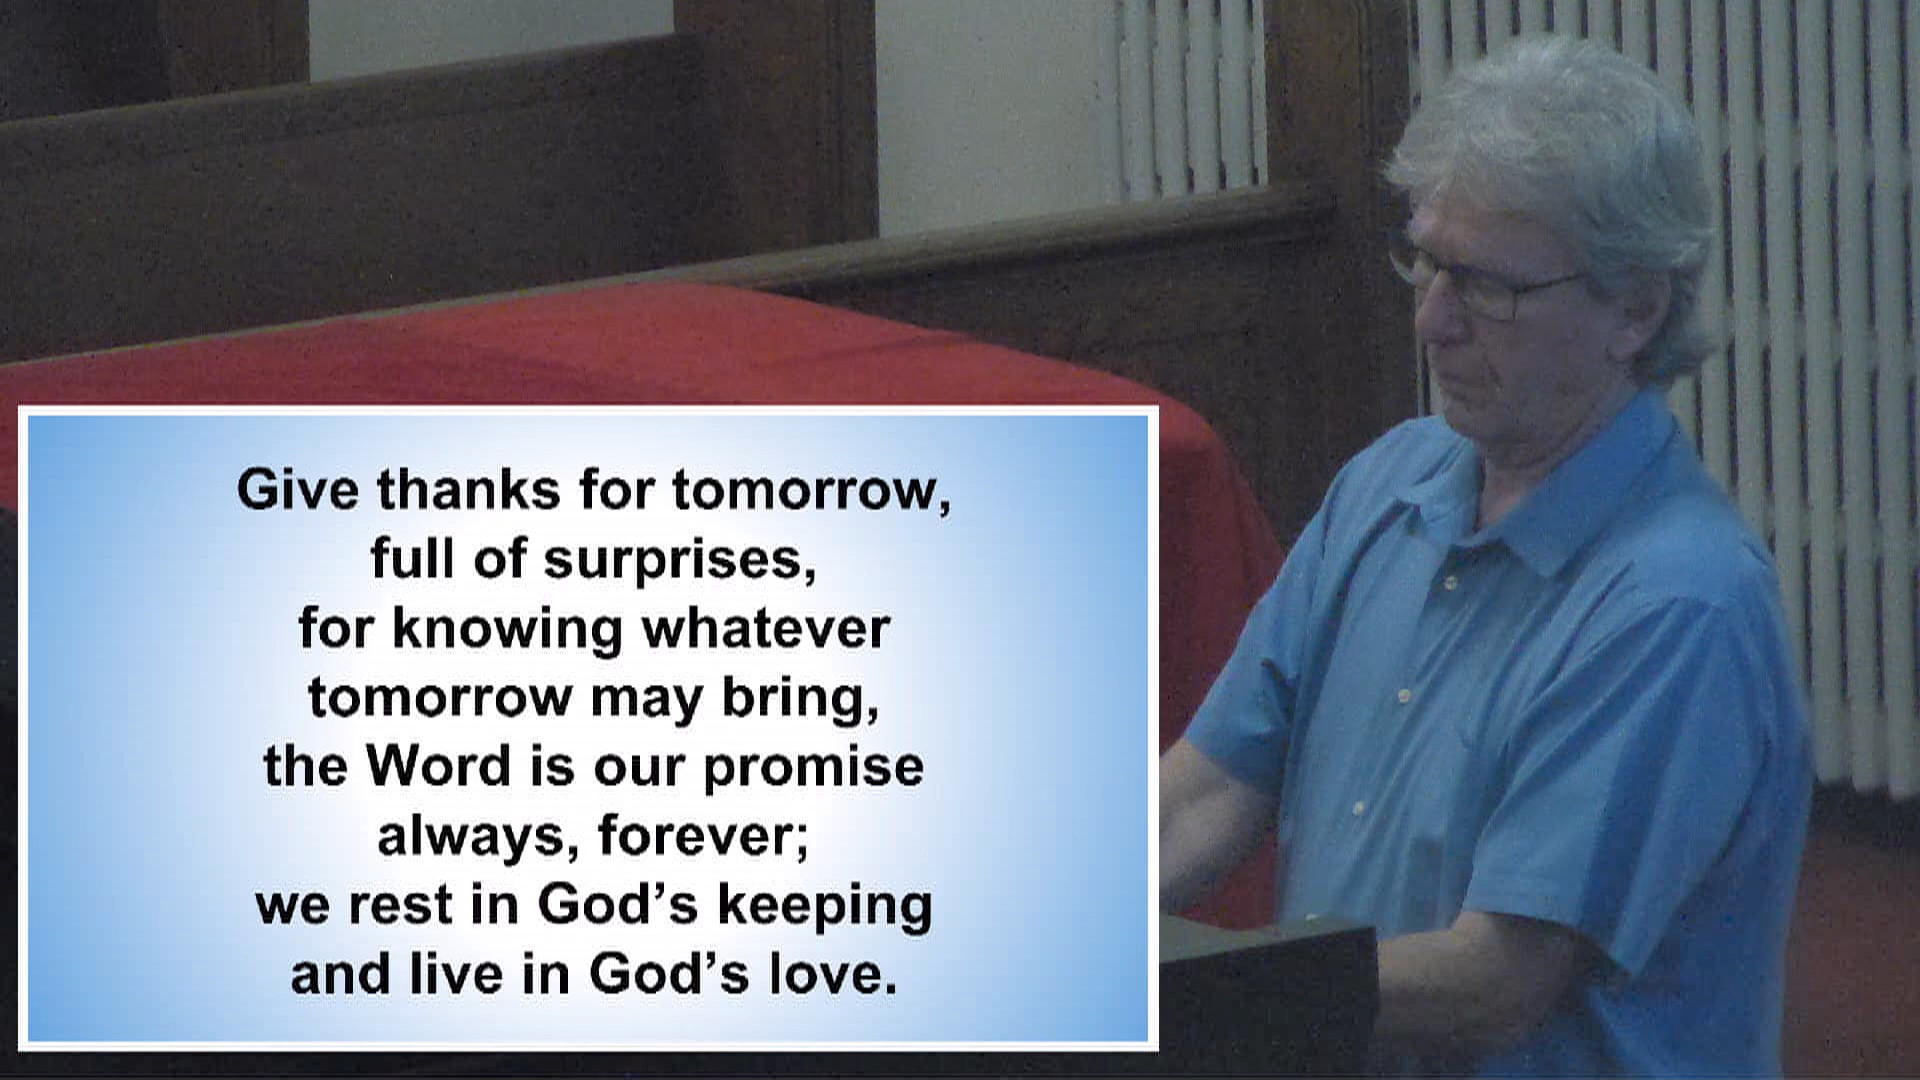 Give thanks for tomorrow,
full of surprises,
for knowing whatever
tomorrow may bring,
the Word is our promise
always, forever;
we rest in God’s keeping
and live in God’s love.